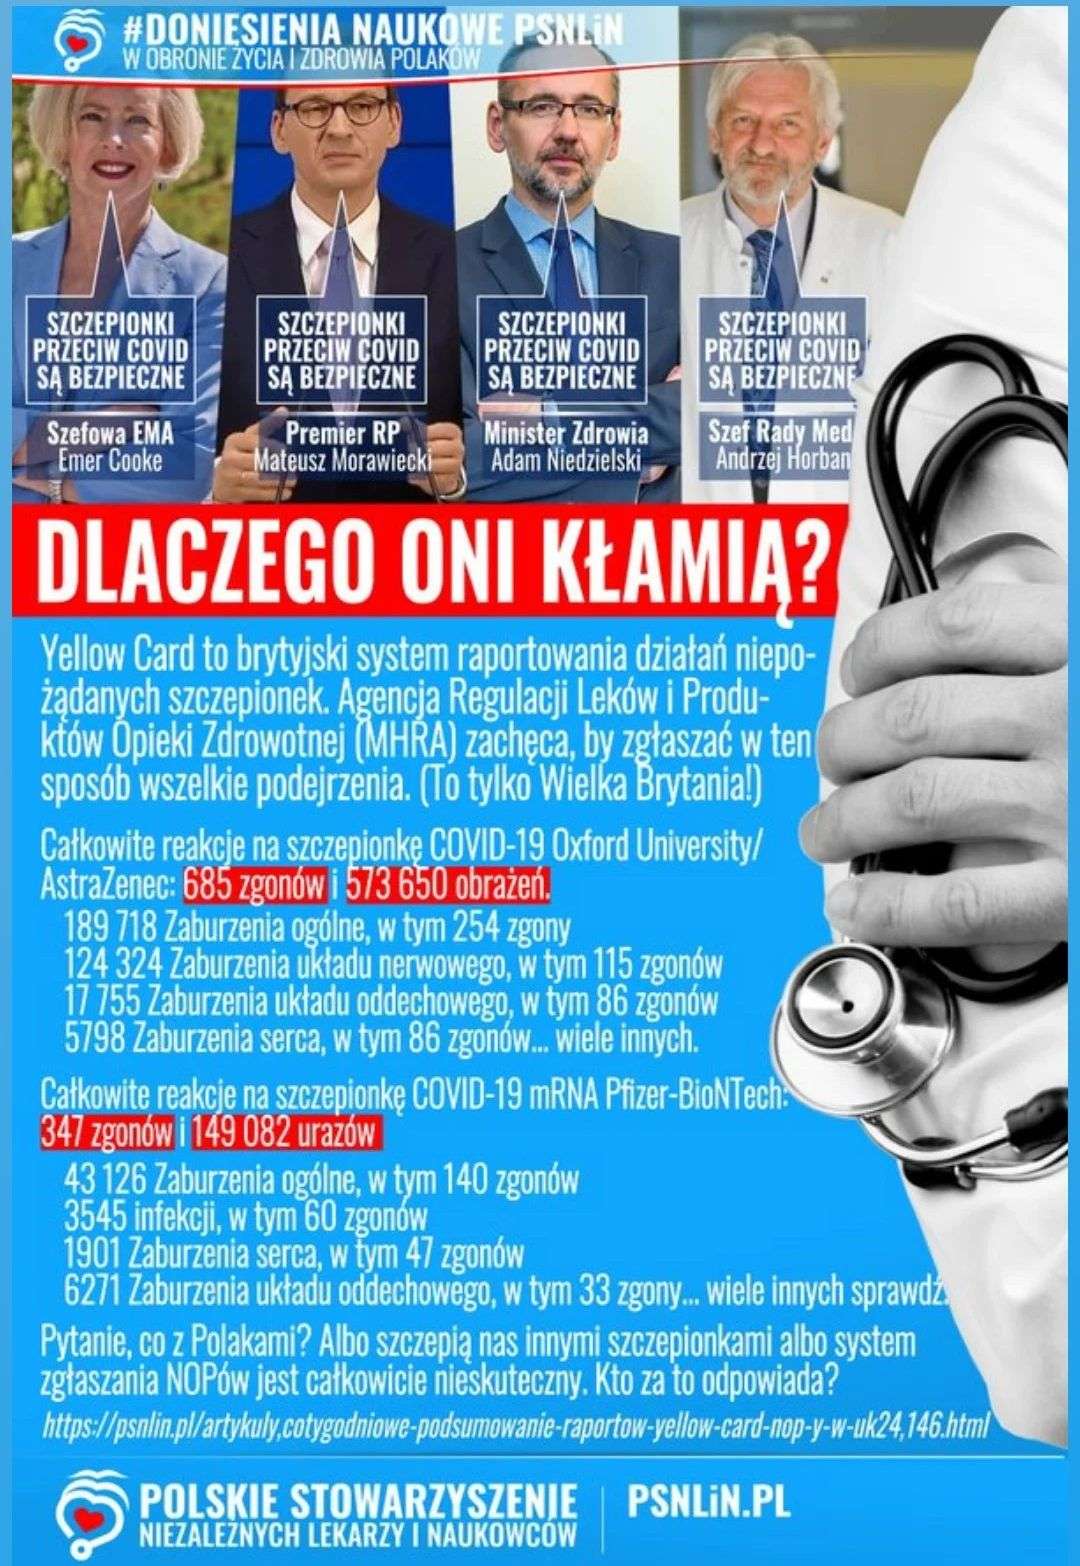 #DONIESIENIA NAUKOWE PSNLiN
W OBRONIE ŻYCIA I ZDROWIA POLAKÓW
SZCZEPIONKI
PRZECIW COVID
SĄ BEZPIECZNE
Szefowa EMA
Emer Cooke
SZCZEPIONKI
PRZECIW COVID
SĄ BEZPIECZNE
Premier RP
Mateusz Morawiecki
SZCZEPIONKI
PRZECIW COVID
SĄ BEZPIECZNE
Minister Zdrowia
Adam Niedzielski
SZCZEPIONKI
PRZECIW COVID
SĄ BEZPIECZNE
Szef Rady Med
Andrzej Horban
DLACZEGO ONI KŁAMIĄ?
Yellow Card to brytyjski system raportowania działań niepo-
żądanych szczepionek. Agencja Regulacji Leków i Produ-
któw Opieki Zdrowotnej (MHRA) zachęca, by zgłaszać w ten
sposób wszelkie podejrzenia. (To tylko Wielka Brytania!)
Całkowite reakcje na szczepionkę COVID-19 Oxford University/
AstraZenec: 685 zgonów i 573 650 obrażeń.
189 718 Zaburzenia ogólne, w tym 254 zgony
124 324 Zaburzenia układu nerwowego, w tym 115 zgonów
17 755 Zaburzenia układu oddechowego, w tym 86 zgonów
5798 Zaburzenia serca, w tym 86 zgonów... wiele innych.
Całkowite reakcje na szczepionkę COVID-19 mRNA Pfizer-BioNTech:
347 zgonów i 149 082 urazów
43 126 Zaburzenia ogólne, w tym 140 zgonów
3545 infekcji, w tym 60 zgonów
1901 Zaburzenia serca, w tym 47 zgonów
6271 Zaburzenia układu oddechowego, w tym 33 zgony... wiele innych sprawdź.
Pytanie, co z Polakami? Albo szczepią nas innymi szczepionkami albo system
zgłaszania NOPów jest całkowicie nieskuteczny. Kto za to odpowiada?
https://psnlin.pl/artykuly,cotygodniowe-podsumowanie-raportow-yellow-card-nop-y-w-uk24,146.html
POLSKIE STOWARZYSZENIE
NIEZALEŻNYCH LEKARZY I NAUKOWCÓW
PSNLiN.PL